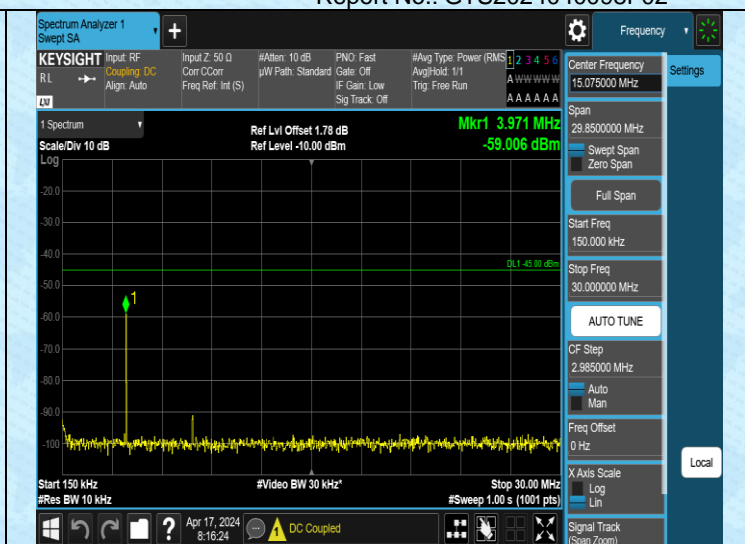 Spectrum Analyzer 1
Swept SA
Frequency
KEYSIGHT
RL
LXI
Input: RF
Coupling: DC
Align: Auto
Input Z: 50 Ω
Corr CCorr
Freq Ref: Int (S)
#Atten: 10 dB
µW Path: Standard
PNO: Fast
Gate: Off
IF Gain: Low
Sig Track: Off
#Avg Type: Power (RMS
Avg|Hold: 1/1
Trig: Free Run
1 2 3 4 5 6
A W W W W W
A A A A A A
1 Spectrum
Scale/Div 10 dB
Log
Ref Lvl Offset 1.78 dB
Ref Level -10.00 dBm
Mkr1 3.971 MHz
-59.006 dBm
-20.0
-30.0
-40.0
DL1 -45.00 dBm
-50.0
1
-60.0
-70.0
-80.0
-90.0
-100
Start 150 kHz
#Res BW 10 kHz
#Video BW 30 kHz*
Stop 30.00 MHz
#Sweep 1.00 s (1001 pts)
Center Frequency
15.075000 MHz
Settings
Span
29.8500000 MHz
Swept Span
Zero Span
Full Span
Start Freq
150.000 kHz
Stop Freq
30.000000 MHz
AUTO TUNE
CF Step
2.985000 MHz
Auto
Man
Freq Offset
0 Hz
X Axis Scale
Log
Lin
Local
Signal Track
(Span Zoom)
?
Apr 17, 2024
8:16:24
DC Coupled